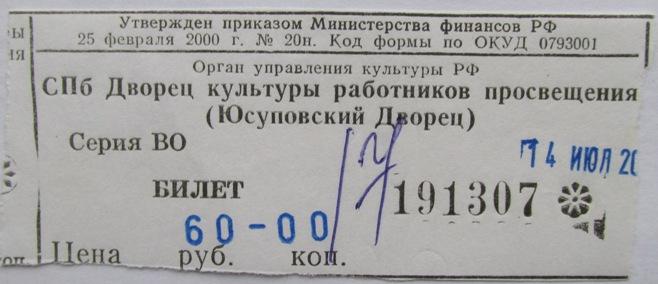 Утвержден приказом Министерства финансов РФ
25 февраля 2000 г. № 20н. Код формы по ОКУД 0793001
Орган управления культуры РФ
СПб Дворец культуры работников просвещения
(Юсуповский Дворец)
Серия ВО
14 ИЮЛ 20
БИЛЕТ
191307
60-00
Цена руб. коп.